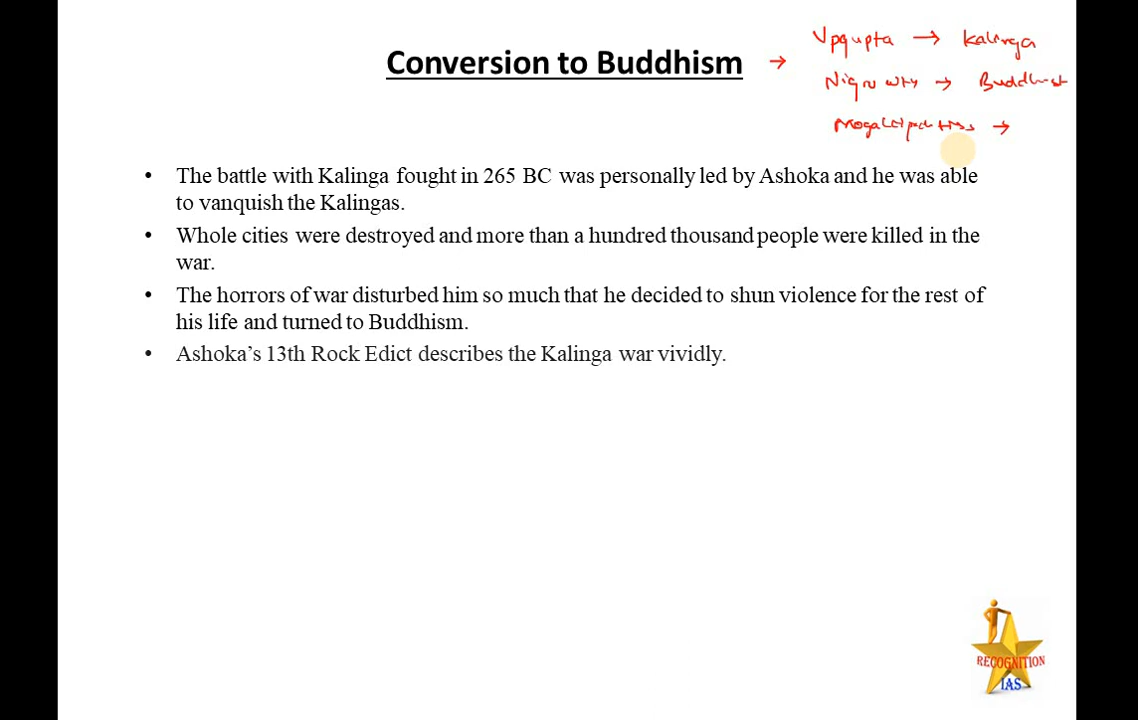 Conversion to Buddhism → Upgupta → Kalinga
→ Buddhist
→
• The battle with Kalinga fought in 265 BC was personally led by Ashoka and he was able
to vanquish the Kalingas.
• Whole cities were destroyed and more than a hundred thousand people were killed in the
war.
• The horrors of war disturbed him so much that he decided to shun violence for the rest of
his life and turned to Buddhism.
• Ashoka’s 13th Rock Edict describes the Kalinga war vividly.
RECOGNITION
IAS